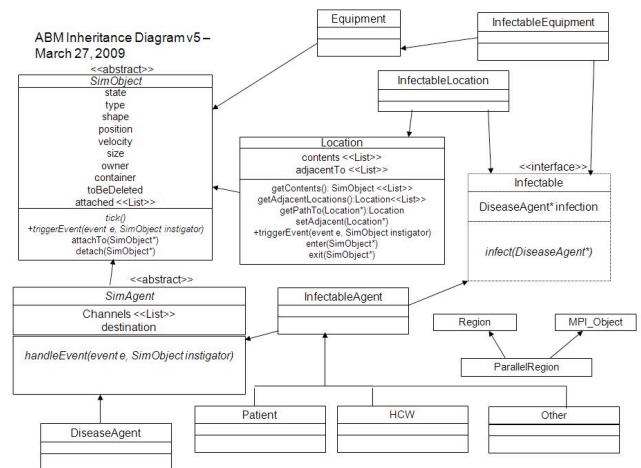 ABM Inheritance Diagram v5 –
March 27, 2009
<<abstract>>
SimObject
state
type
shape
position
velocity
size
owner
container
toBeDeleted
attached <<List>>
tick()
+triggerEvent(event e, SimObject instigator)
attachTo(SimObject*)
detach(SimObject*)
Equipment
InfectableEquipment
InfectableLocation
Location
contents <<List>>
adjacentTo <<List>>
getContents(): SimObject <<List>>
getAdjacentLocations():Location<<List>>
getPathTo(Location*):Location
setAdjacent(Location*)
+triggerEvent(event e, SimObject instigator)
enter(SimObject*)
exit(SimObject*)
<<interface>>
Infectable
DiseaseAgent* infection
infect(DiseaseAgent*)
<<abstract>>
SimAgent
Channels <<List>>
destination
handleEvent(event e, SimObject instigator)
InfectableAgent
Region
MPI_Object
ParallelRegion
Patient
HCW
Other
DiseaseAgent